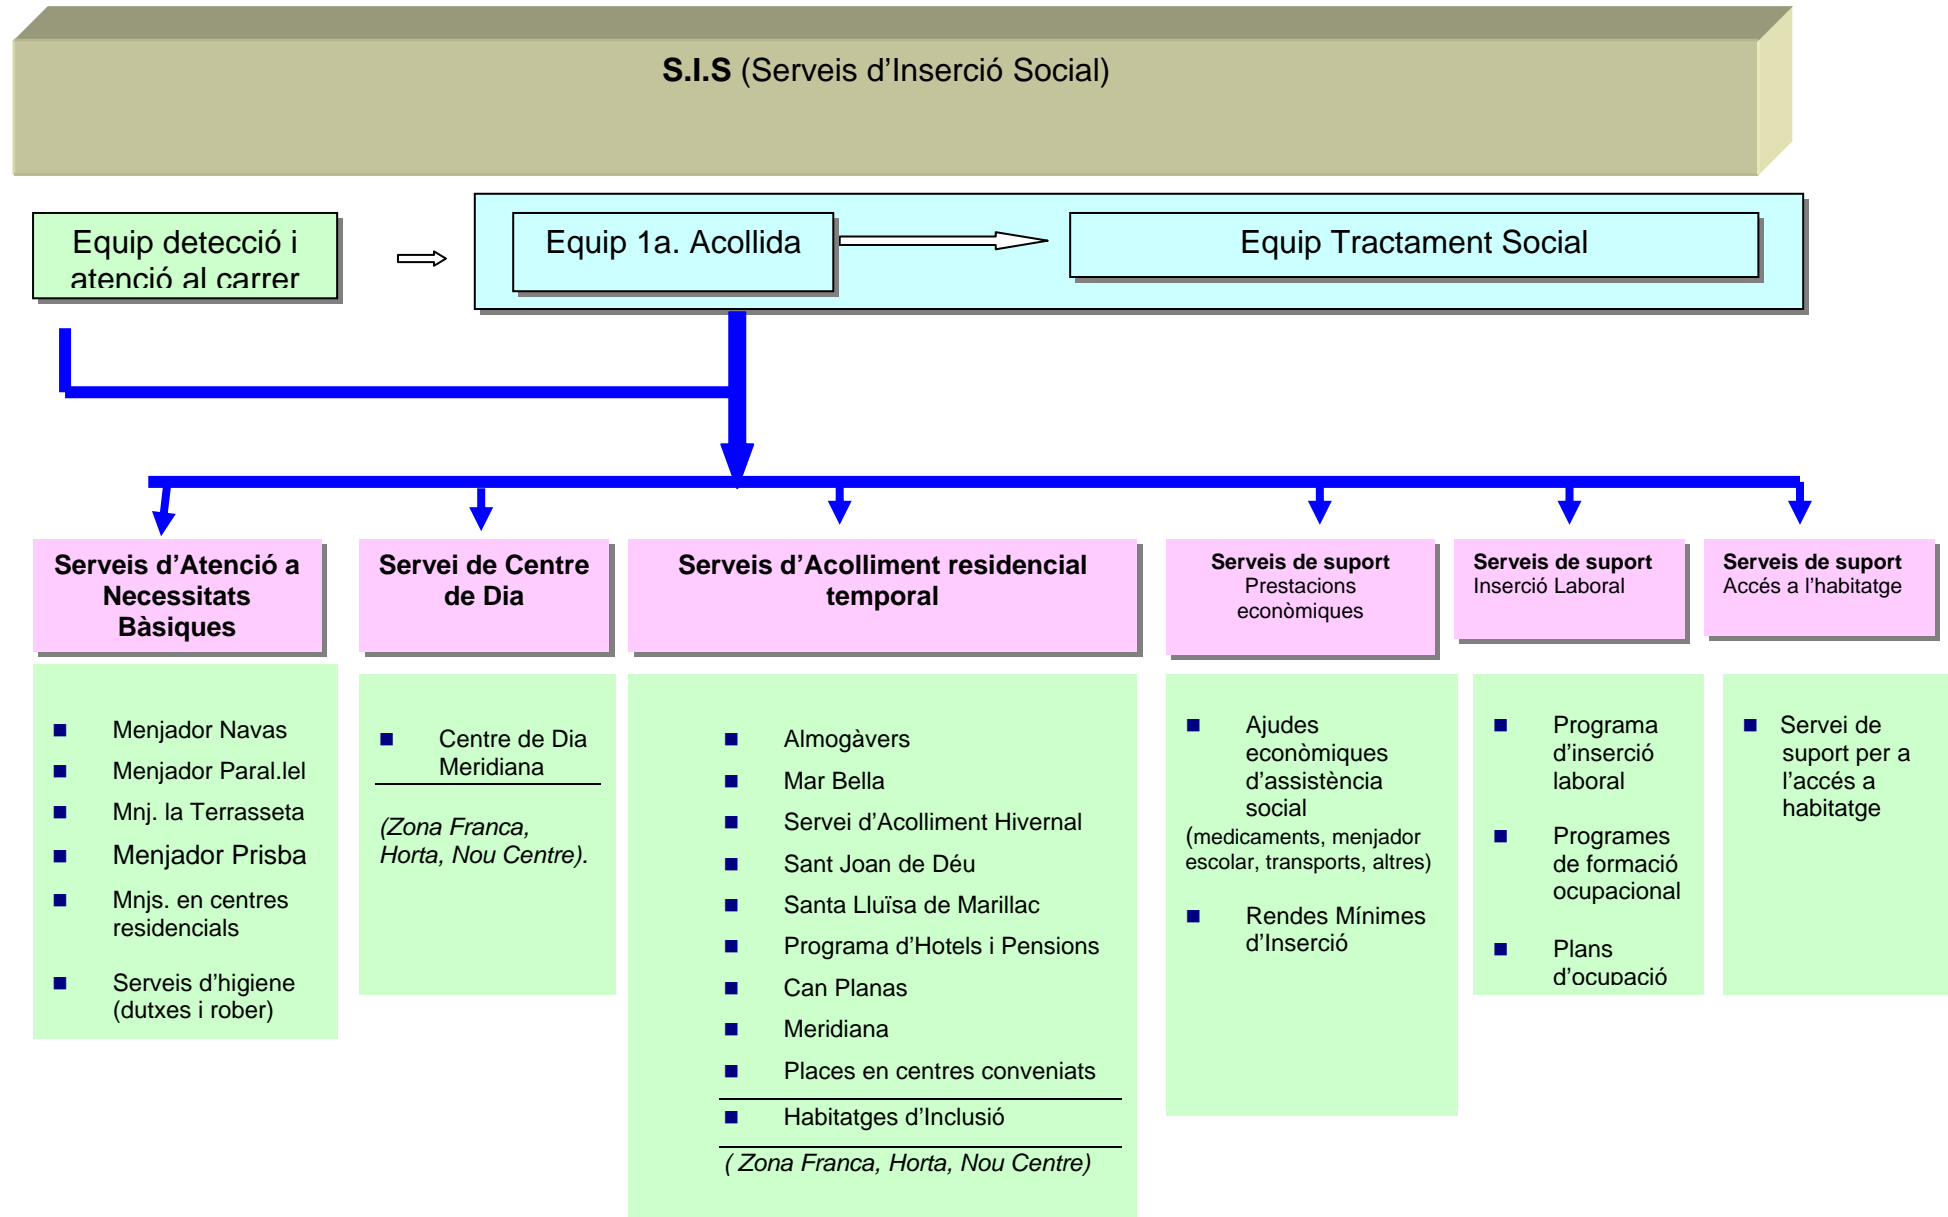 S.I.S (Serveis d’Inserció Social)
Equip detecció i
atenció al carrer
Equip 1a. Acollida
Equip Tractament Social
Serveis d’Atenció a
Necessitats
Bàsiques
Menjador Navas
Menjador Paral.lel
Mnj. la Terrasseta
Menjador Prisba
Mnjs. en centres
residencials
Serveis d’higiene
(dutxes i rober)
Servei de Centre
de Dia
Centre de Dia
Meridiana
(Zona Franca,
Horta, Nou Centre).
Serveis d’Acolliment residencial
temporal
Almogàvers
Mar Bella
Servei d’Acolliment Hivernal
Sant Joan de Déu
Santa Lluïsa de Marillac
Programa d’Hotels i Pensions
Can Planas
Meridiana
Places en centres conveniats
Habitatges d’Inclusió
( Zona Franca, Horta, Nou Centre)
Serveis de suport
Prestacions
econòmiques
Ajudes
econòmiques
d’assistència
social
(medicaments, menjador
escolar, transports, altres)
Rendes Mínimes
d’Inserció
Serveis de suport
Inserció Laboral
Programa
d’inserció
laboral
Programes
de formació
ocupacional
Plans
d’ocupació
Serveis de suport
Accés a l’habitatge
Servei de
suport per a
l’accés a
habitatge